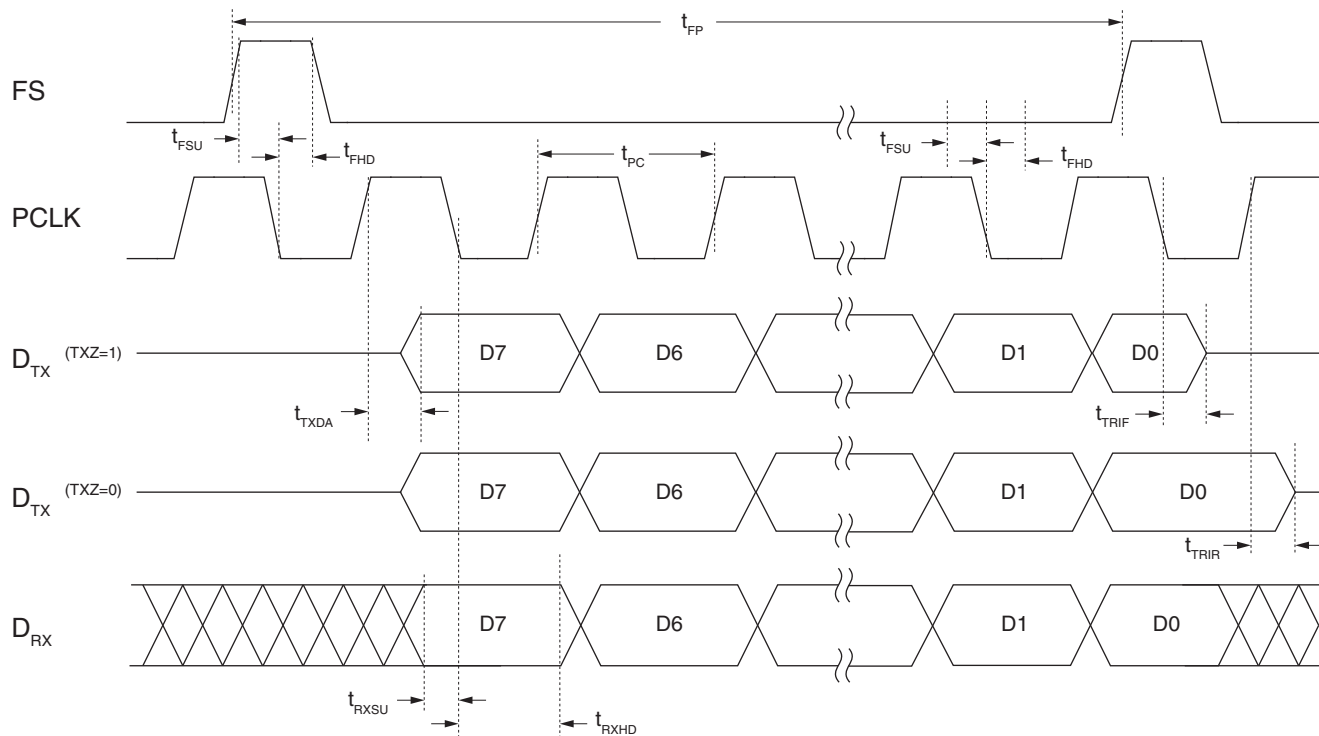 t_FP
FS
t_FSU
t_FHD
t_PC
t_FSU
t_FHD
PCLK
D_TX (TXZ=1)
D7
D6
D1
D0
t_TXDA
t_TRIF
D_TX (TXZ=0)
D7
D6
D1
D0
t_TRIR
D_RX
D7
D6
D1
D0
t_RXSU
t_RXHD